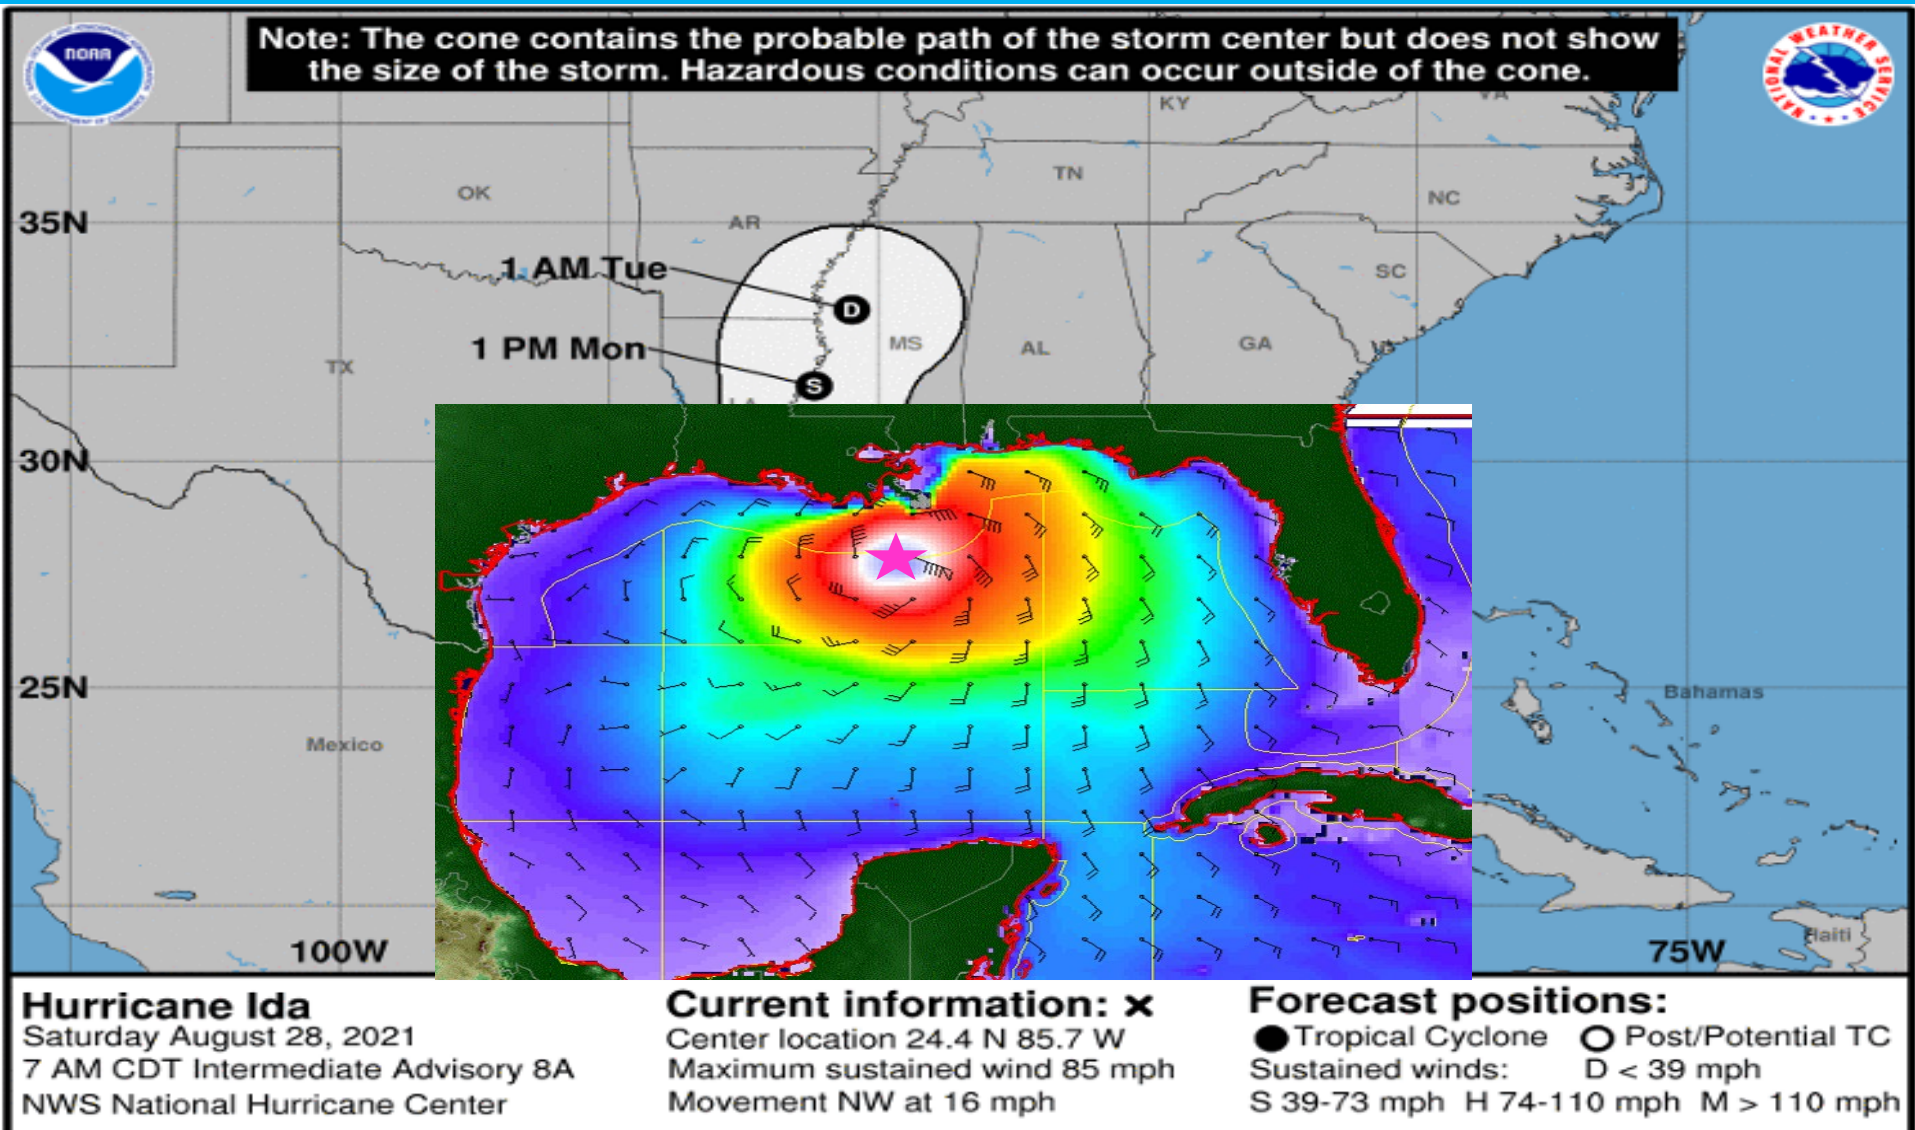 Note: The cone contains the probable path of the storm center but does not show
the size of the storm. Hazardous conditions can occur outside of the cone.
NOAA
NATIONAL WEATHER SERVICE
KY
VA
OK
TN
NC
35N
AR
1 AM Tue
SC
D
1 PM Mon
MS
AL
GA
TX
S
LA
30N
25N
Bahamas
Mexico
Haiti
100W
75W
Hurricane Ida
Saturday August 28, 2021
7 AM CDT Intermediate Advisory 8A
NWS National Hurricane Center
Current information: ×
Center location 24.4 N 85.7 W
Maximum sustained wind 85 mph
Movement NW at 16 mph
Forecast positions:
Tropical Cyclone Post/Potential TC
Sustained winds: D < 39 mph
S 39-73 mph H 74-110 mph M > 110 mph